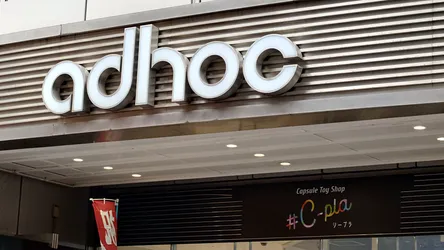 adhoc
Capsule Toy Shop
#C-pla
シープラ